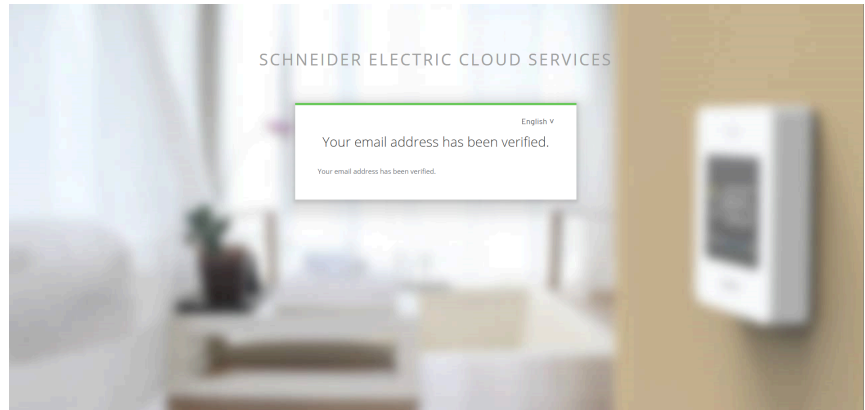 SCHNEIDER ELECTRIC CLOUD SERVICES
English ∨
Your email address has been verified.
Your email address has been verified.